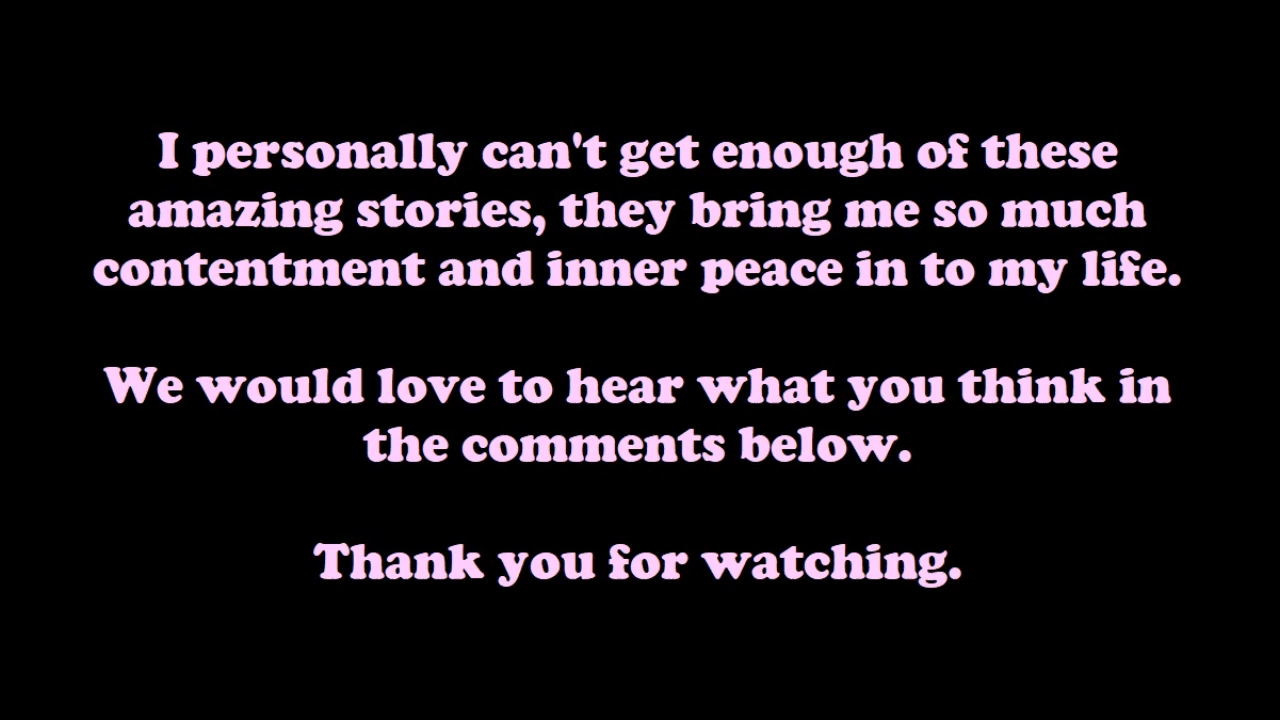 I personally can't get enough of these
amazing stories, they bring me so much
contentment and inner peace in to my life.
We would love to hear what you think in
the comments below.
Thank you for watching.